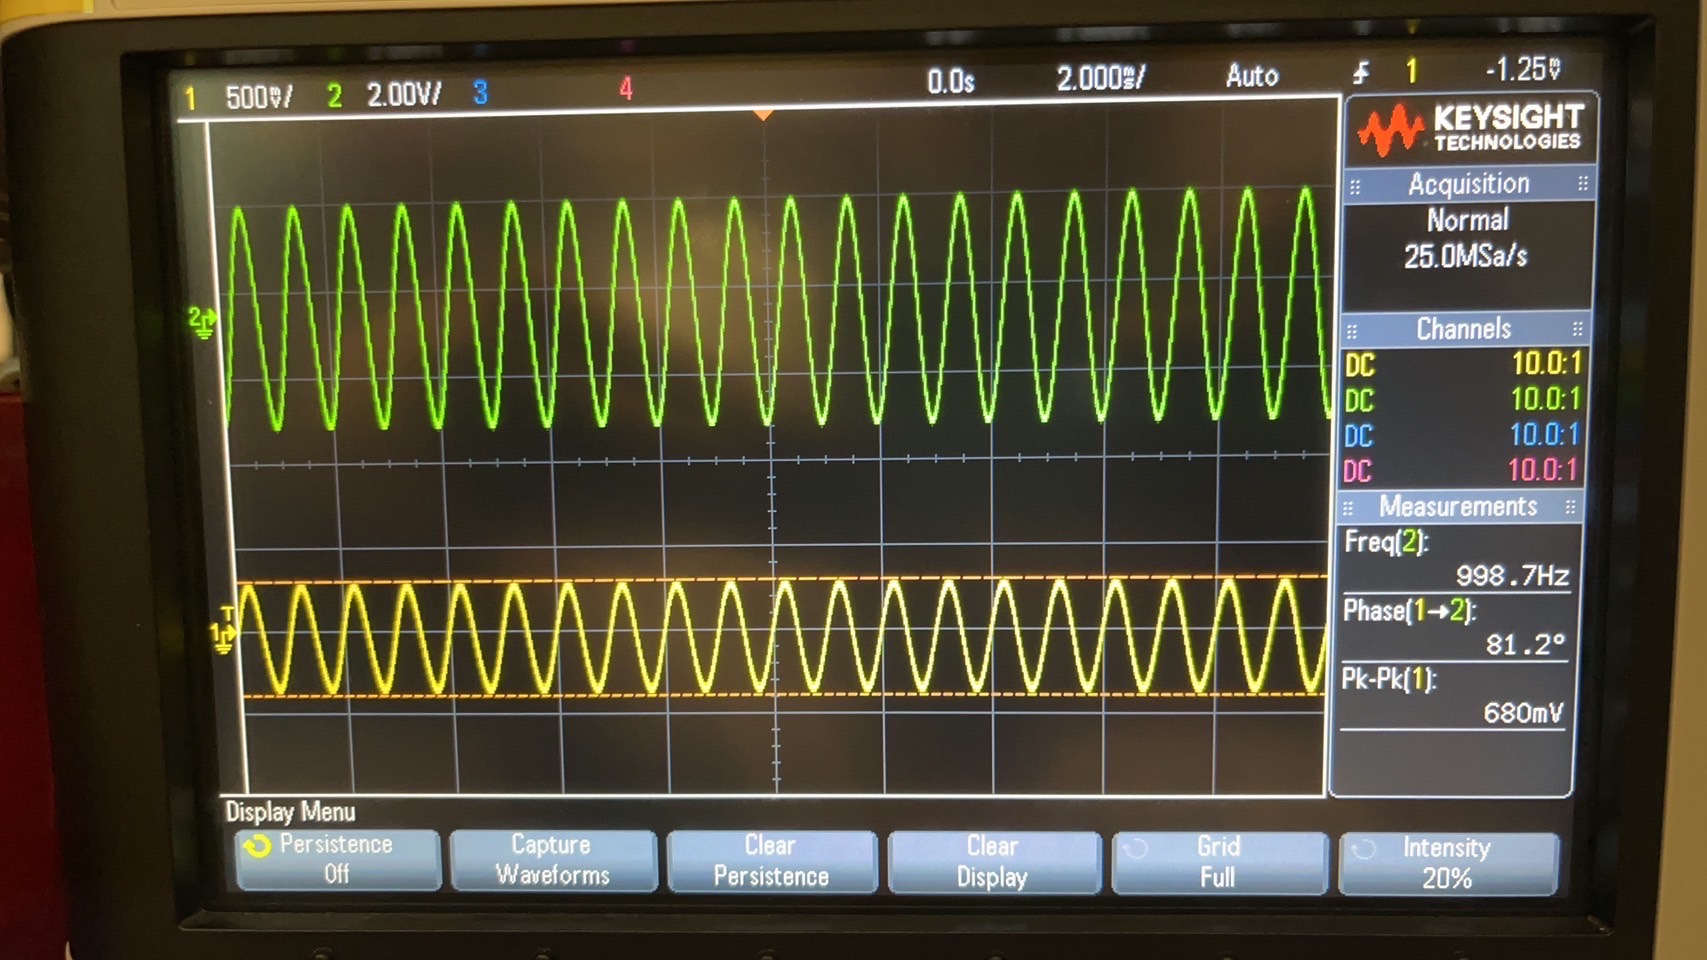 1 500mV/ 2 2.00V/ 3 4 0.0s 2.000ms/ Auto 1 -1.25V
KEYSIGHT
TECHNOLOGIES
Acquisition
Normal
25.0MSa/s
Channels
DC 10.0:1
DC 10.0:1
DC 10.0:1
DC 10.0:1
Measurements
Freq(2):
998.7Hz
Phase(1→2):
81.2°
Pk-Pk(1):
680mV
2
T
1
Display Menu
Persistence
Off
Capture
Waveforms
Clear
Persistence
Clear
Display
Grid
Full
Intensity
20%